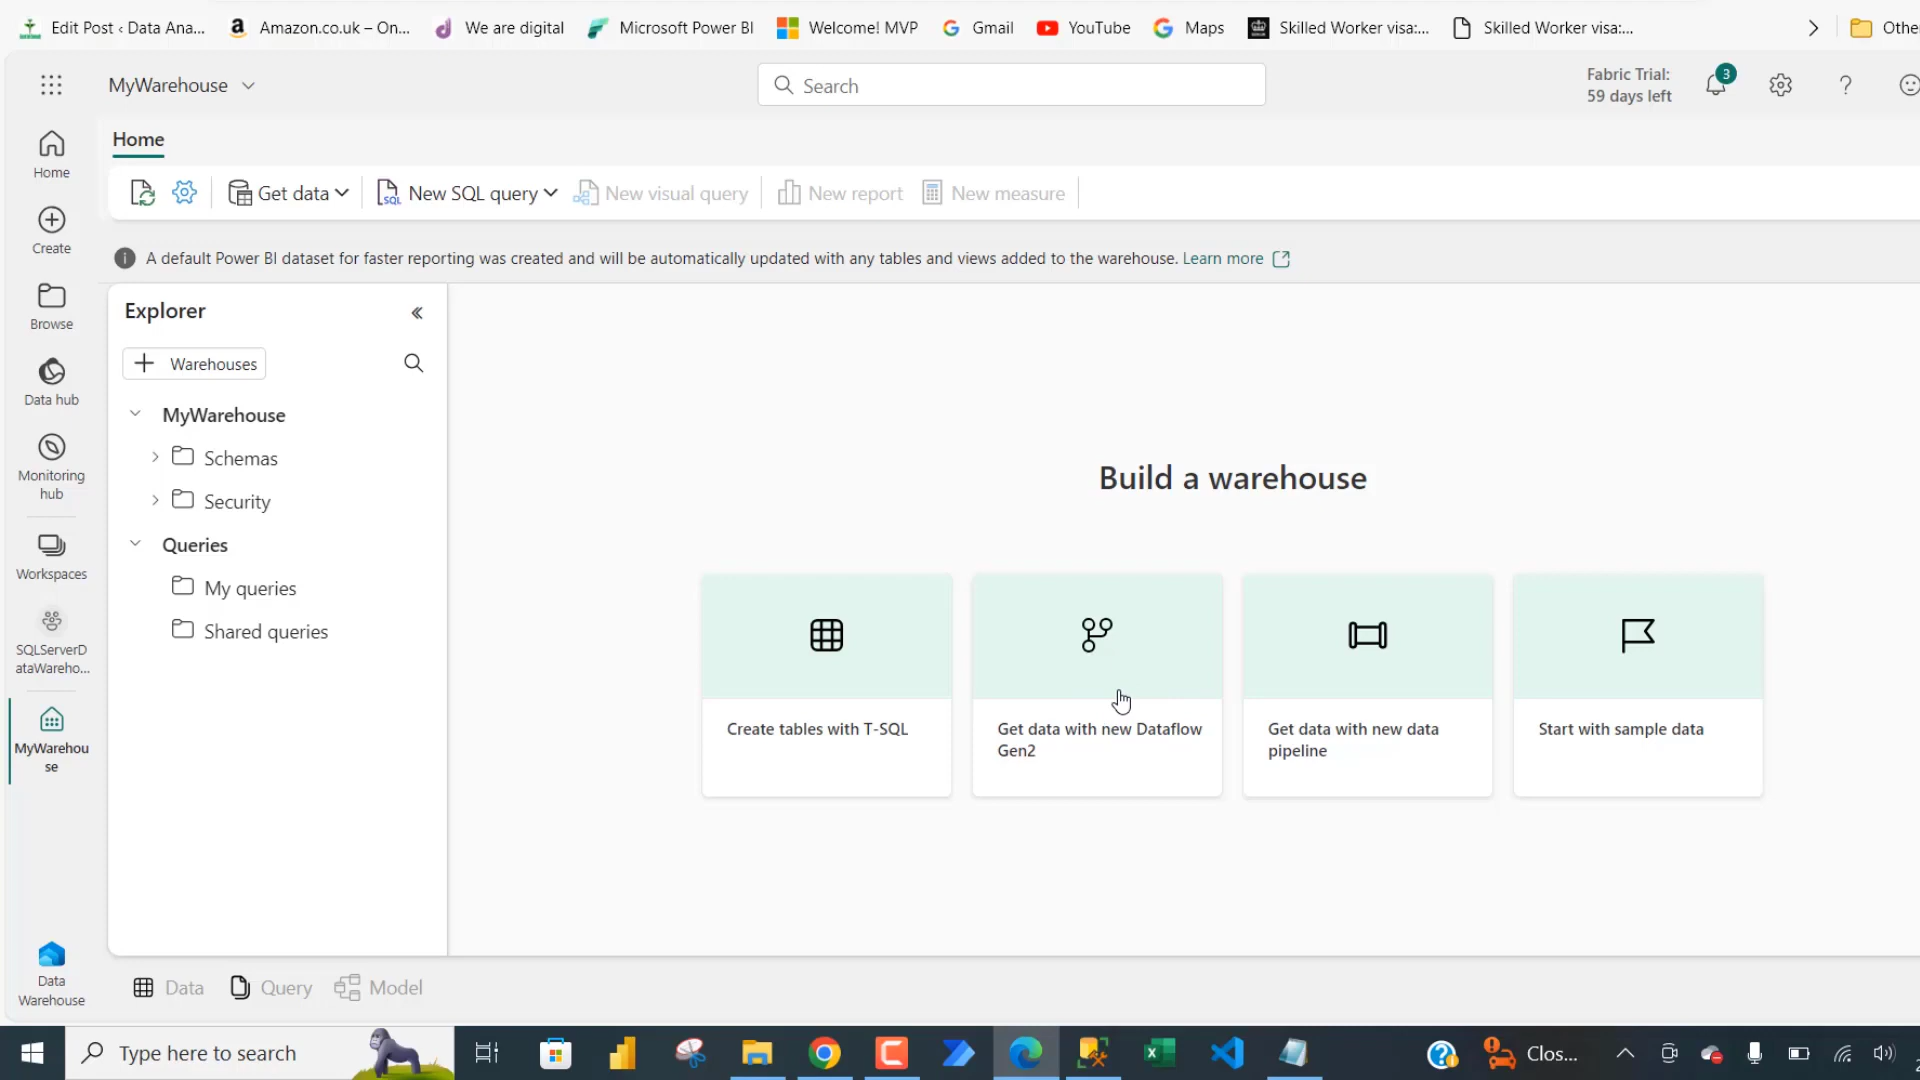 Edit Post ‹ Data Ana...
Amazon.co.uk – On...
We are digital
Microsoft Power BI
Welcome! MVP
Gmail
YouTube
Maps
Skilled Worker visa:...
Skilled Worker visa:...
MyWarehouse
Search
Fabric Trial:
59 days left
3
Home
Home
Get data
New SQL query
New visual query
New report
New measure
Create
A default Power BI dataset for faster reporting was created and will be automatically updated with any tables and views added to the warehouse. Learn more
Explorer
Browse
Warehouses
Data hub
MyWarehouse
Schemas
Monitoring
hub
Security
Build a warehouse
Queries
Workspaces
My queries
Shared queries
SQLServerD
ataWareho...
MyWarehou
se
Create tables with T-SQL
Get data with new Dataflow
Gen2
Get data with new data
pipeline
Start with sample data
Data
Warehouse
Data
Query
Model
Type here to search
Clos...